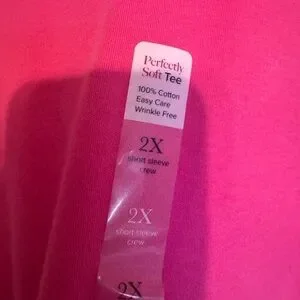 Perfectly
Soft Tee
100% Cotton
Easy Care
Wrinkle Free
2X
short sleeve
crew
2X
short sleeve
crew
2X